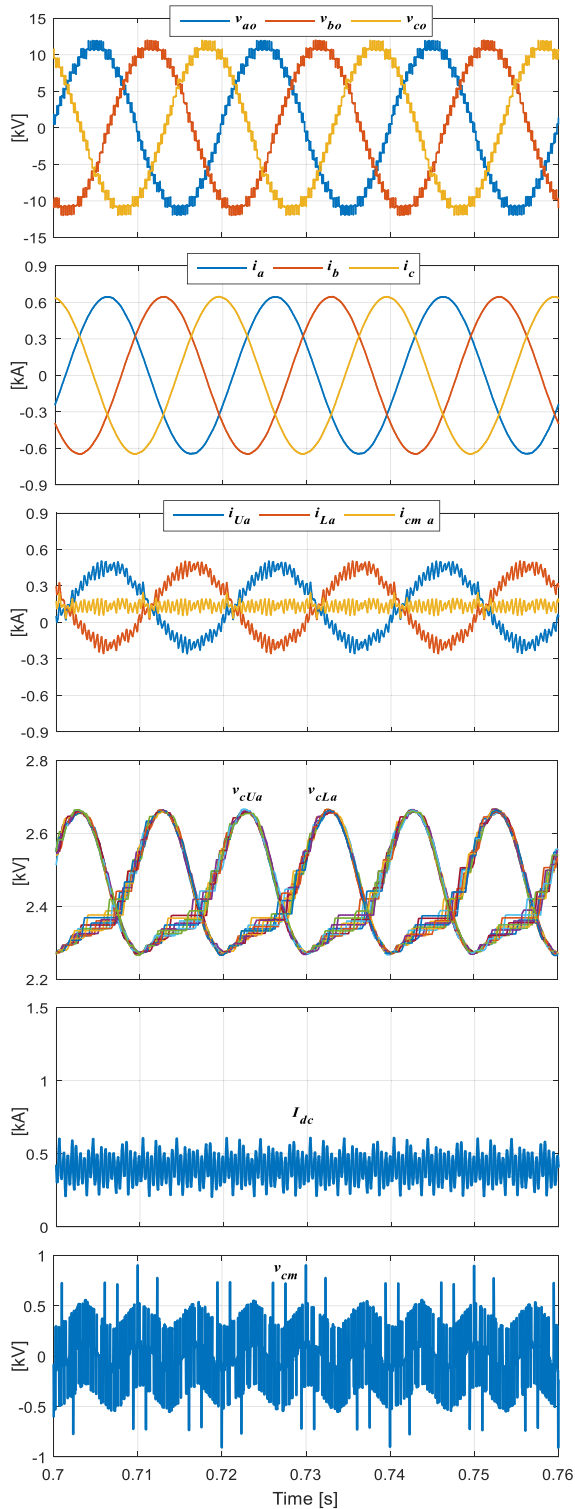 v_ao v_bo v_co
15
10
5
0
-5
-10
-15
[kV]
i_a i_b i_c
0.9
0.6
0.3
0
-0.3
-0.6
-0.9
[kA]
i_Ua i_La i_cm a
0.9
0.6
0.3
0
-0.3
-0.6
-0.9
[kA]
2.8
v_cUa v_cLa
2.6
2.4
2.2
[kV]
1.5
1
I_dc
0.5
0
[kA]
1
v_cm
0.5
0
-0.5
-1
[kV]
0.7 0.71 0.72 0.73 0.74 0.75 0.76
Time [s]